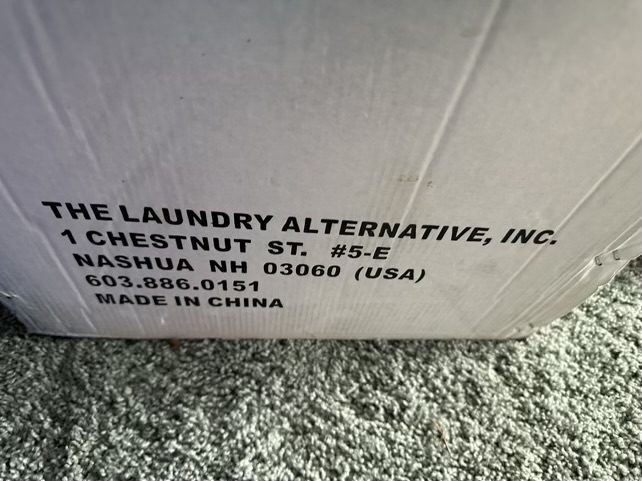 THE LAUNDRY ALTERNATIVE, INC.
1 CHESTNUT ST. #5-E
NASHUA NH 03060 (USA)
603.886.0151
MADE IN CHINA